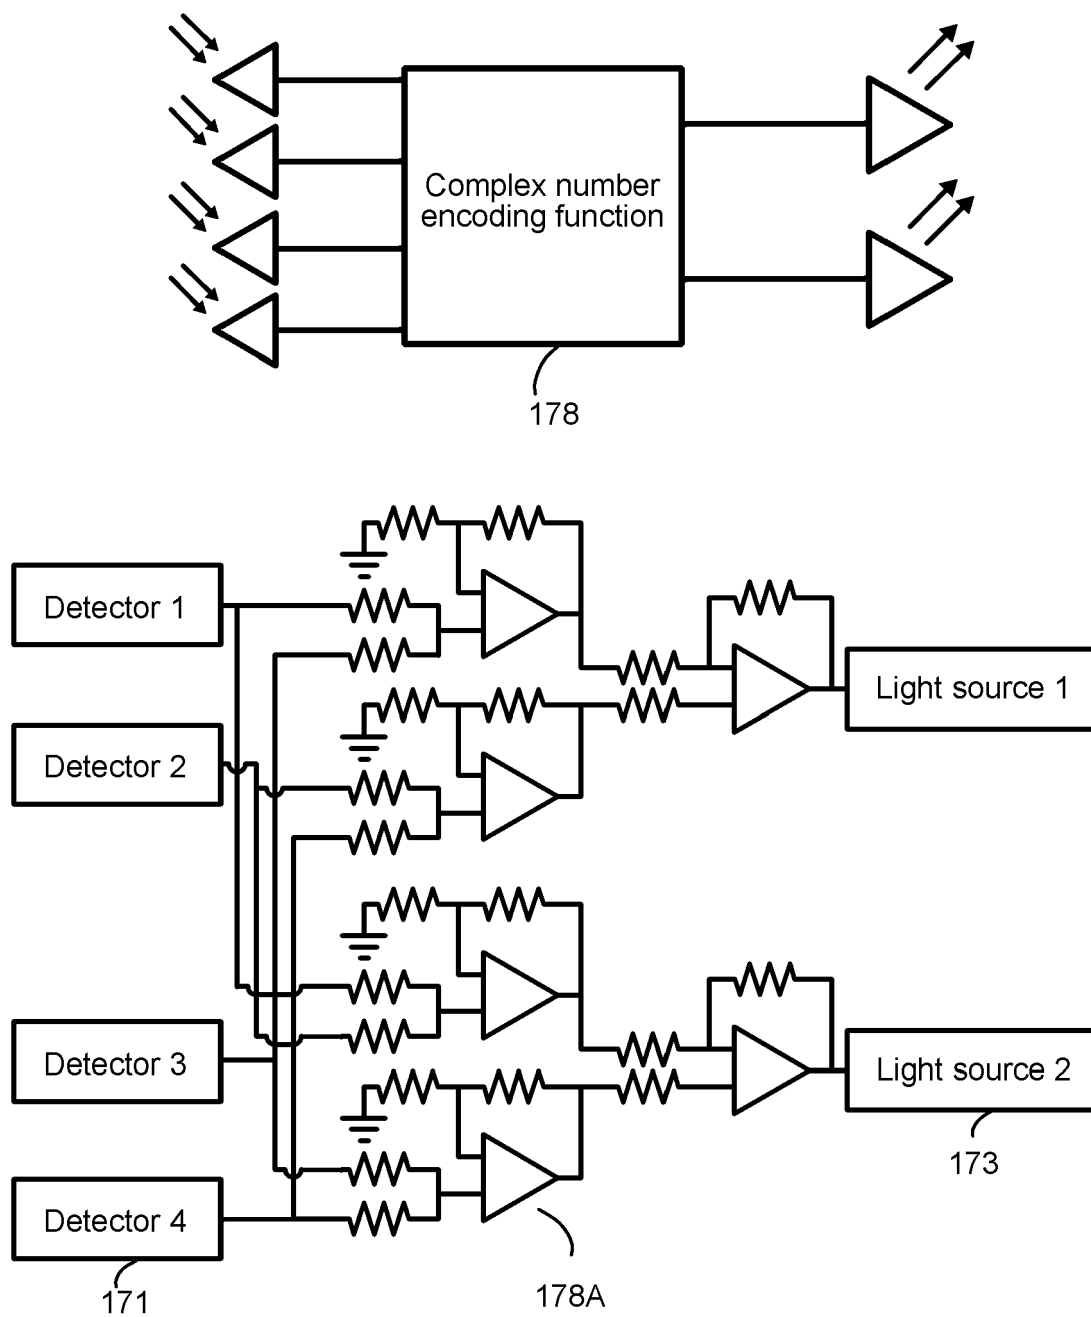 Complex number
encoding function
178
Detector 1
Light source 1
Detector 2
Detector 3
Light source 2
173
Detector 4
171
178A